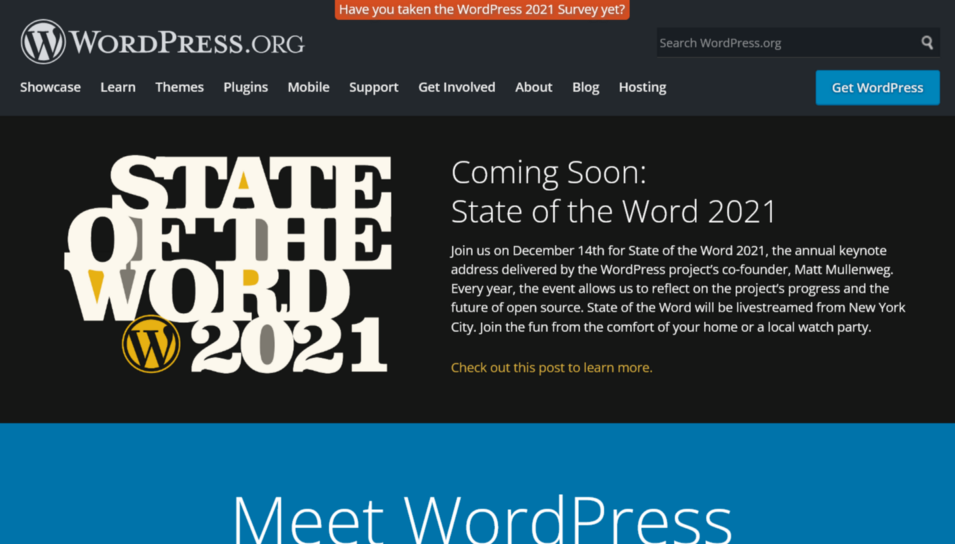 Have you taken the WordPress 2021 Survey yet?
WORDPRESS.ORG
Search WordPress.org
Showcase Learn Themes Plugins Mobile Support Get Involved About Blog Hosting
Get WordPress
STATE
OF THE
WORD
2021
Coming Soon:
State of the Word 2021
Join us on December 14th for State of the Word 2021, the annual keynote
address delivered by the WordPress project's co-founder, Matt Mullenweg.
Every year, the event allows us to reflect on the project's progress and the
future of open source. State of the Word will be livestreamed from New York
City. Join the fun from the comfort of your home or a local watch party.
Check out this post to learn more.
Meet WordPress